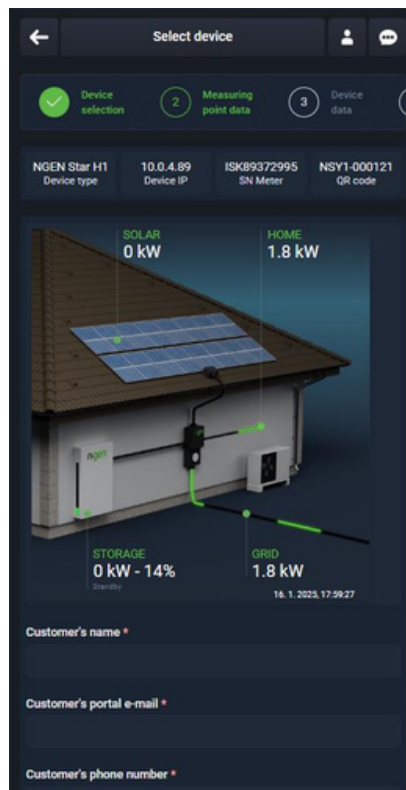 Select device
Device
selection
2
Measuring
point data
3
Device
data
NGEN Star H1
Device type
10.0.4.89
Device IP
ISK89372995
SN Meter
NSY1-000121
QR code
SOLAR
0 kW
HOME
1.8 kW
ngen
STORAGE
0 kW - 14%
Standby
GRID
1.8 kW
16. 1. 2025, 17:59:27
Customer's name *
Customer's portal e-mail *
Customer's phone number *